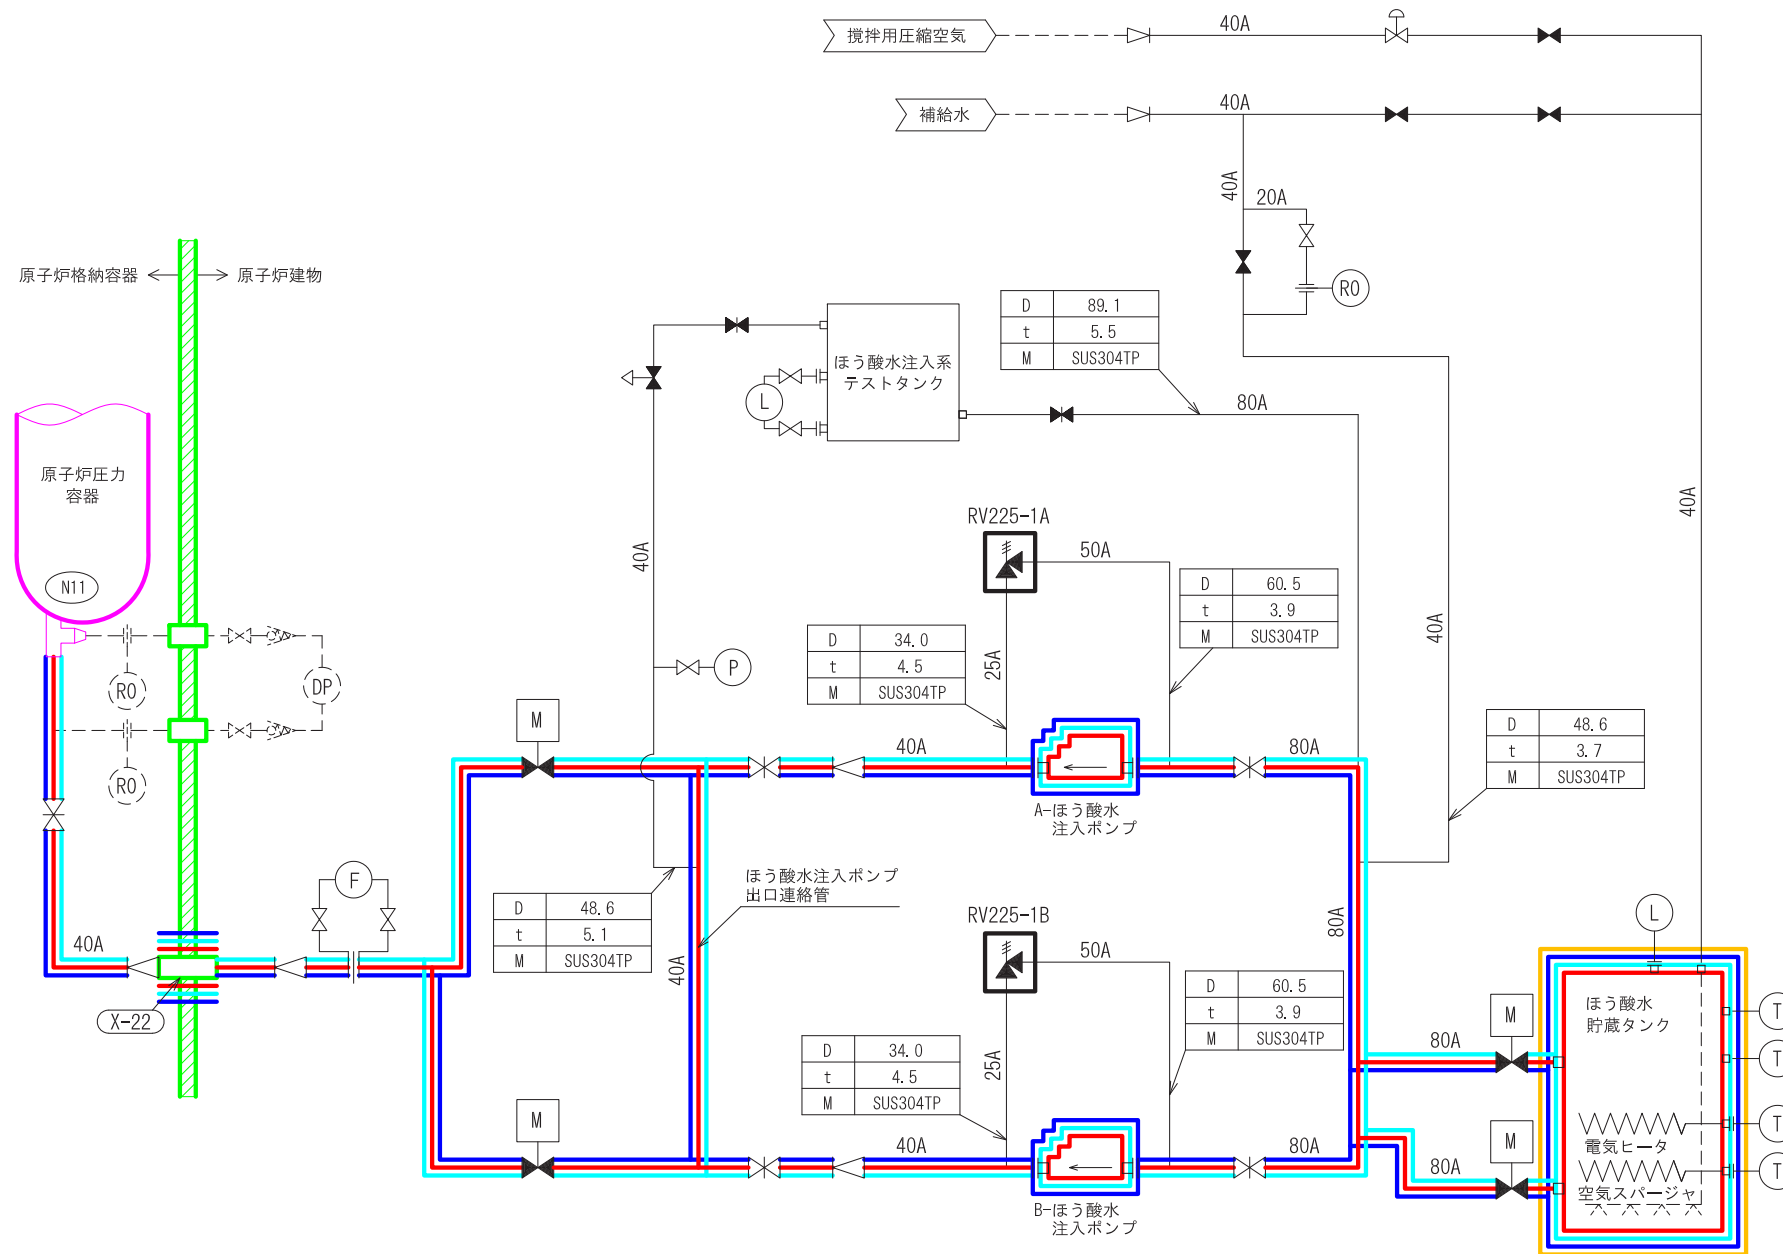 攪拌用圧縮空気
40A
補給水
40A
40A
20A
RO
原子炉格納容器
原子炉建物
D 89.1
t 5.5
M SUS304TP
ほう酸水注入系
テストタンク
L
80A
原子炉圧力
容器
N11
40A
RV225-1A
50A
40A
D 60.5
t 3.9
M SUS304TP
D 34.0
t 4.5
M SUS304TP
25A
40A
P
RO
DP
RO
M
40A
80A
D 48.6
t 3.7
M SUS304TP
A-ほう酸水
注入ポンプ
F
ほう酸水注入ポンプ
出口連絡管
D 48.6
t 5.1
M SUS304TP
40A
RV225-1B
50A
80A
L
40A
X-22
D 60.5
t 3.9
M SUS304TP
M
ほう酸水
貯蔵タンク
T
80A
T
D 34.0
t 4.5
M SUS304TP
25A
M
40A
80A
M
T
電気ヒータ
80A
T
空気スパージャ
B-ほう酸水
注入ポンプ